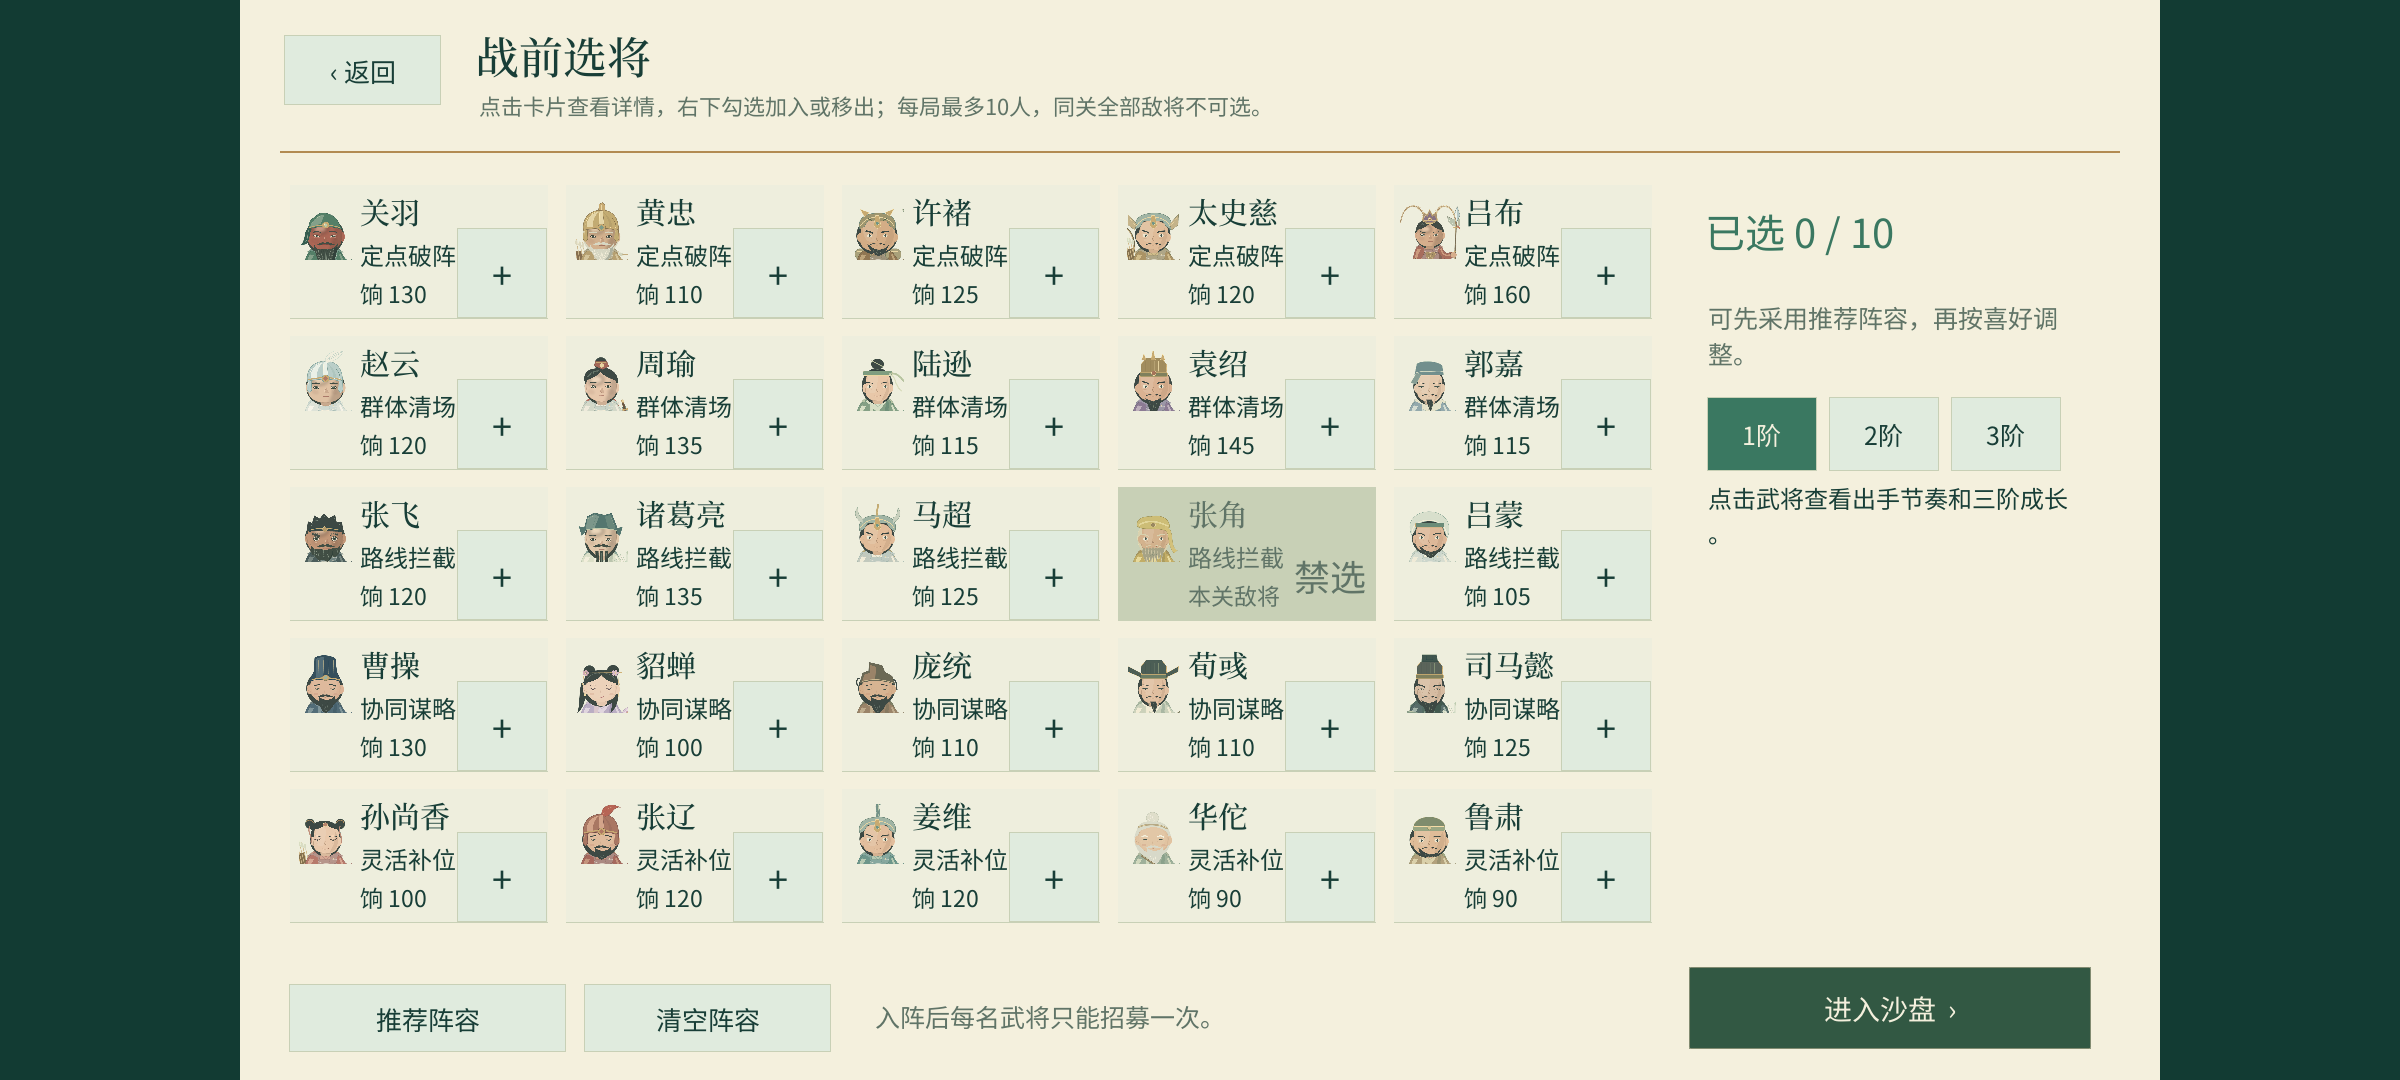 ‹ 返回
战前选将
点击卡片查看详情，右下勾选加入或移出；每局最多10人，同关全部敌将不可选。
关羽
定点破阵
饷 130
+
黄忠
定点破阵
饷 110
+
许褚
定点破阵
饷 125
+
太史慈
定点破阵
饷 120
+
吕布
定点破阵
饷 160
+
赵云
群体清场
饷 120
+
周瑜
群体清场
饷 135
+
陆逊
群体清场
饷 115
+
袁绍
群体清场
饷 145
+
郭嘉
群体清场
饷 115
+
张飞
路线拦截
饷 120
+
诸葛亮
路线拦截
饷 135
+
马超
路线拦截
饷 125
+
张角
路线拦截
本关敌将
禁选
吕蒙
路线拦截
饷 105
+
曹操
协同谋略
饷 130
+
貂蝉
协同谋略
饷 100
+
庞统
协同谋略
饷 110
+
荀彧
协同谋略
饷 110
+
司马懿
协同谋略
饷 125
+
孙尚香
灵活补位
饷 100
+
张辽
灵活补位
饷 120
+
姜维
灵活补位
饷 120
+
华佗
灵活补位
饷 90
+
鲁肃
灵活补位
饷 90
+
已选 0 / 10
可先采用推荐阵容，再按喜好调
整。
1阶
2阶
3阶
点击武将查看出手节奏和三阶成长
。
推荐阵容
清空阵容
入阵后每名武将只能招募一次。
进入沙盘 ›